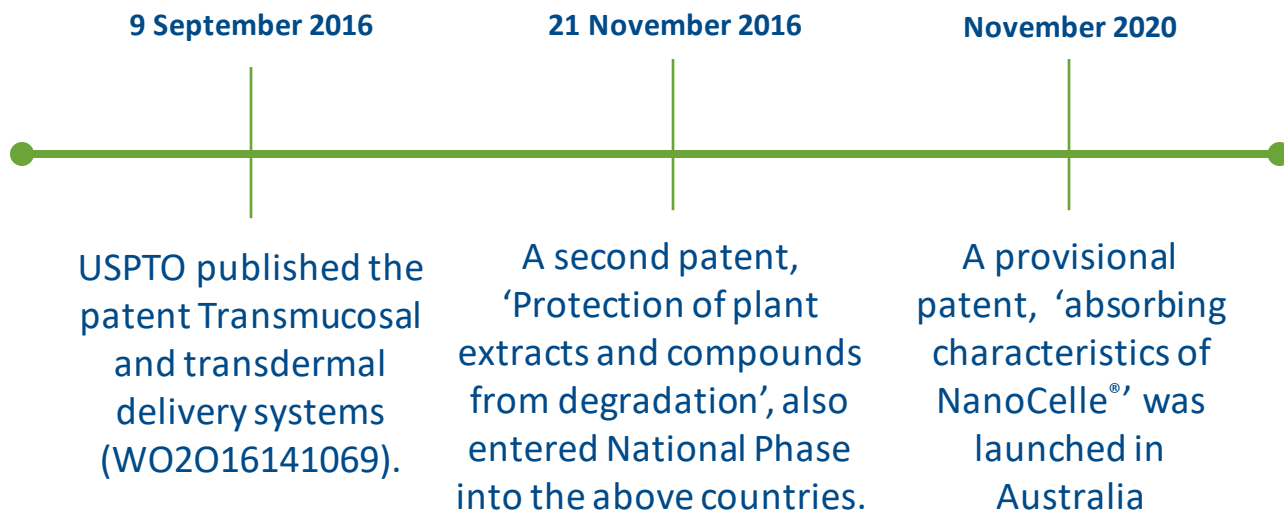 9 September 2016
21 November 2016
November 2020
USPTO published the
patent Transmucosal
and transdermal
delivery systems
(WO2O16141069).
A second patent,
‘Protection of plant
extracts and compounds
from degradation’, also
entered National Phase
into the above countries.
A provisional
patent, ‘absorbing
characteristics of
NanoCelle®’ was
launched in
Australia